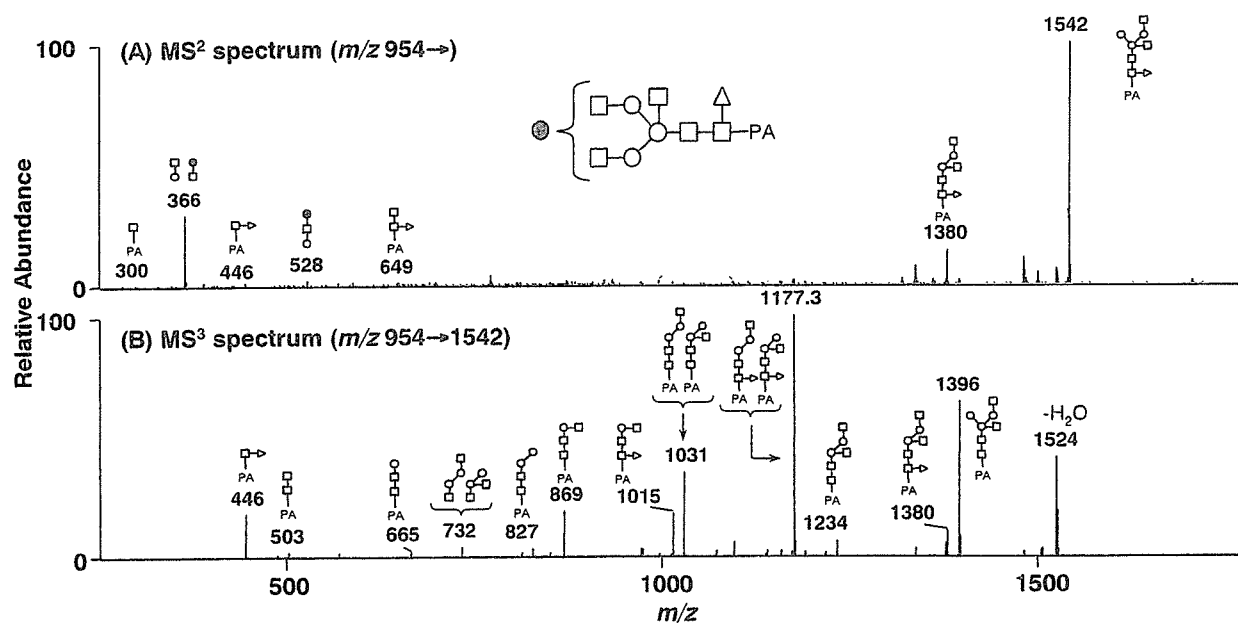 100
(A) MS² spectrum (m/z 954→)
1542
PA
PA
366
PA
300
PA
446
528
PA
649
PA
1380
0
Relative Abundance
1177.3
100
(B) MS³ spectrum (m/z 954→1542)
PA PA
PA PA
1031
1396
-H₂O
1524
PA
446
PA
503
PA
665
732
PA
827
PA
869
PA
1015
PA
1234
PA
1380
PA
0
500
1000
1500
m/z